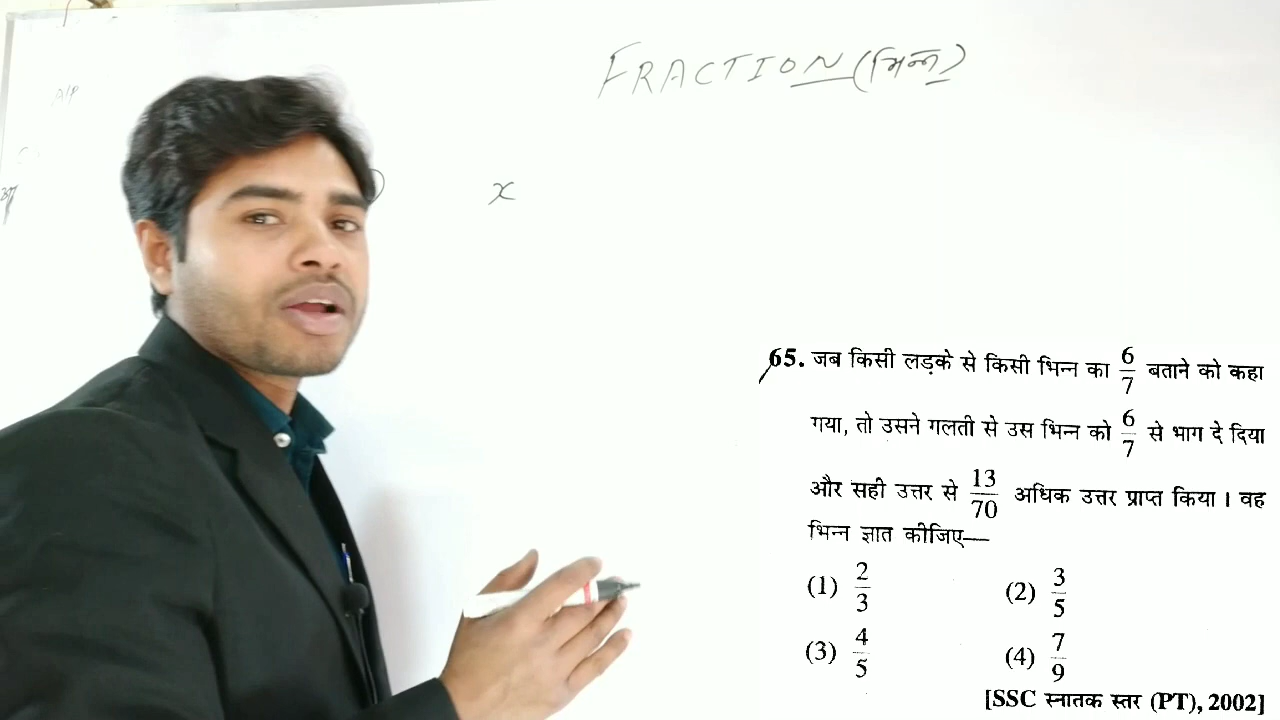 FRACTION (भिन्न)
A/P
x
65. जब किसी लड़के से किसी भिन्न का 6/7 बताने को कहा
गया, तो उसने गलती से उस भिन्न को 6/7 से भाग दे दिया
और सही उत्तर से 13/70 अधिक उत्तर प्राप्त किया । वह
भिन्न ज्ञात कीजिए—
(1) 2/3 (2) 3/5
(3) 4/5 (4) 7/9
[SSC स्नातक स्तर (PT), 2002]